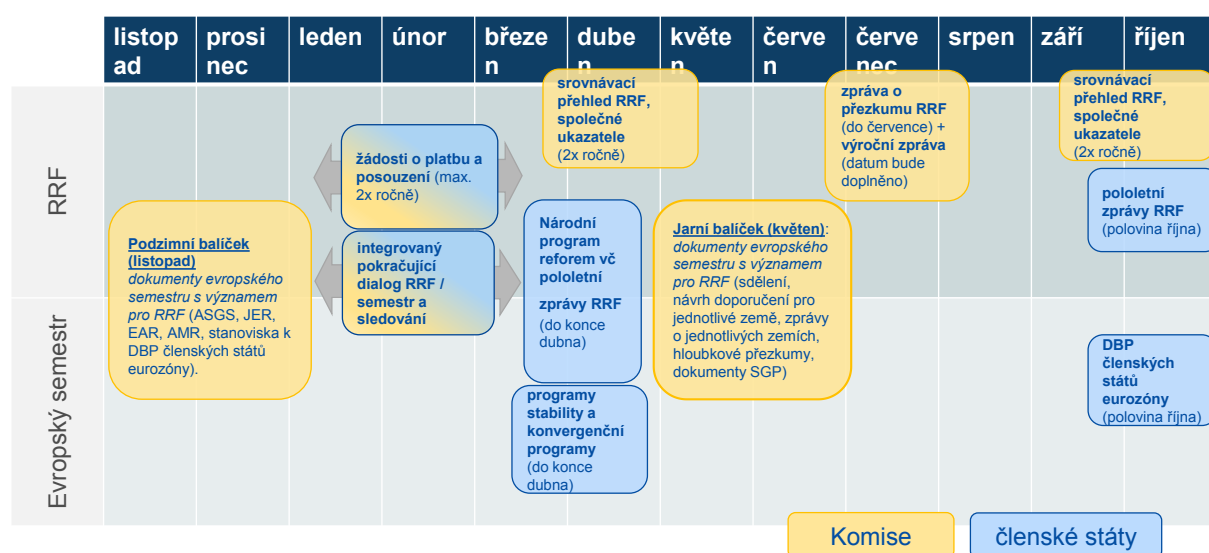 listop
ad
prosi
nec
leden
únor
březe
n
dube
n
květe
n
červe
n
červe
nec
srpen
září
říjen
RRF
srovnávací
přehled RRF,
společné
ukazatele
(2x ročně)
zpráva o
přezkumu RRF
(do července) +
výroční zpráva
(datum bude
doplněno)
srovnávací
přehled RRF,
společné
ukazatele
(2x ročně)
žádosti o platbu a
posouzení (max.
2x ročně)
pololetní
zprávy RRF
(polovina října)
Podzimní balíček
(listopad)
dokumenty evropského
semestru s významem
pro RRF (ASGS, JER,
EAR, AMR, stanoviska k
DBP členských států
eurozóny).
integrovaný
pokračující
dialog RRF /
semestr a
sledování
Národní
program
reforem vč
pololetní
zprávy RRF
(do konce
dubna)
Jarní balíček (květen):
dokumenty evropského
semestru s významem
pro RRF (sdělení,
návrh doporučení pro
jednotlivé země, zprávy
o jednotlivých zemích,
hloubkové přezkumy,
dokumenty SGP)
Evropský semestr
DBP
členských
států
eurozóny
(polovina října)
programy
stability a
konvergenční
programy
(do konce
dubna)
Komise
členské státy